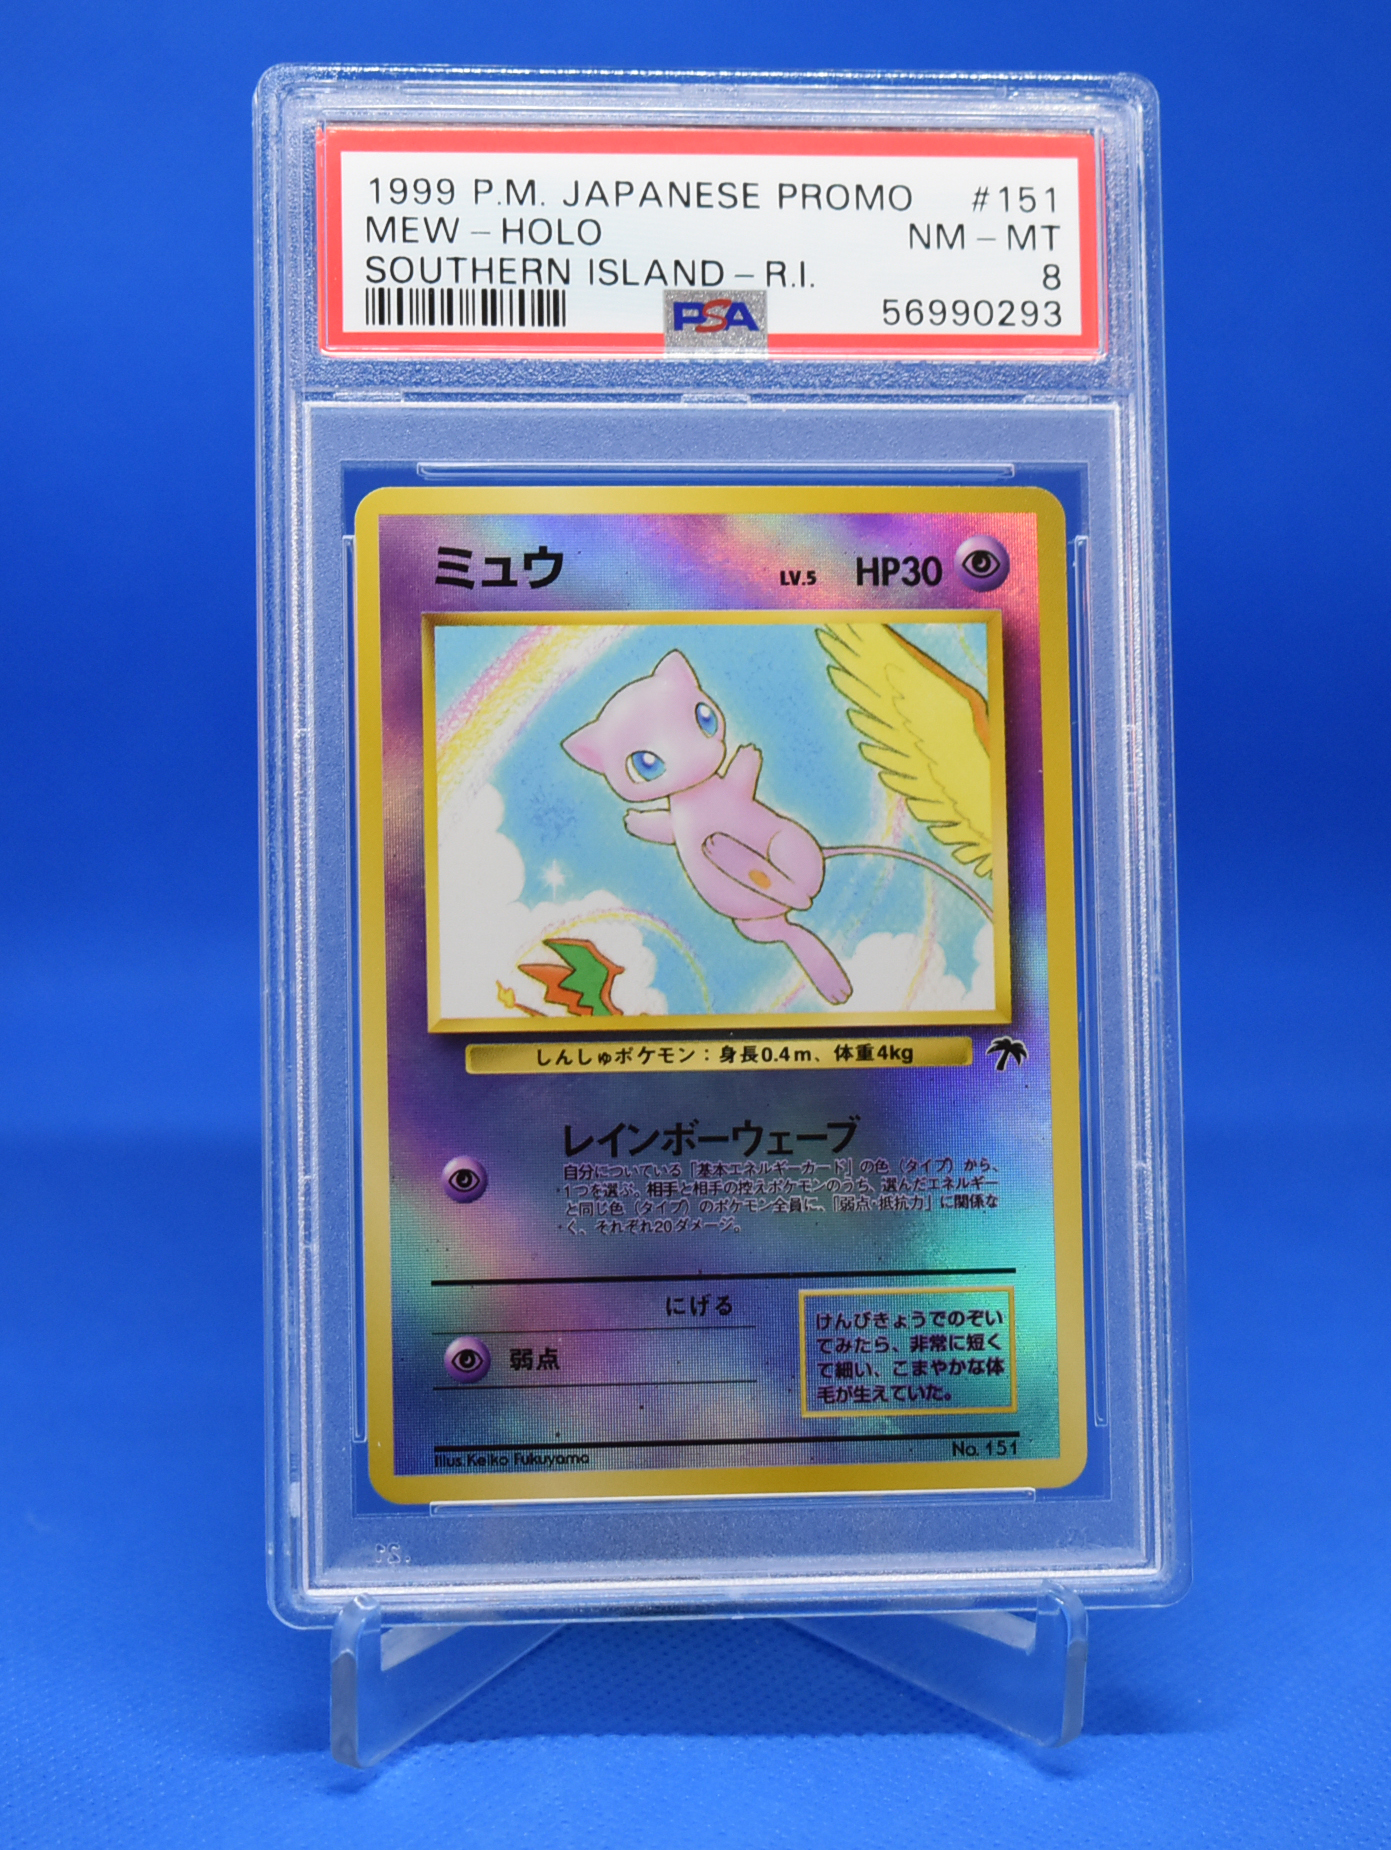 1999 P.M. JAPANESE PROMO #151
MEW - HOLO NM - MT
SOUTHERN ISLAND - R.I. 8
PSA 56990293
ミュウ LV.5 HP30
しんしゅポケモン：身長0.4m、体重4kg
レインボーウェーブ
自分についている「基本エネルギーカード」の色（タイプ）から、
1つを選ぶ。相手と相手の控えポケモンのうち、選んだエネルギー
と同じ色（タイプ）のポケモン全員に、「弱点・抵抗力」に関係な
く、それぞれ20ダメージ。
にげる
弱点
けんびきょうでのぞい
てみたら、非常に短く
て細い、こまやかな体
毛が生えていた。
Illus.Keiko Fukuyama No. 151